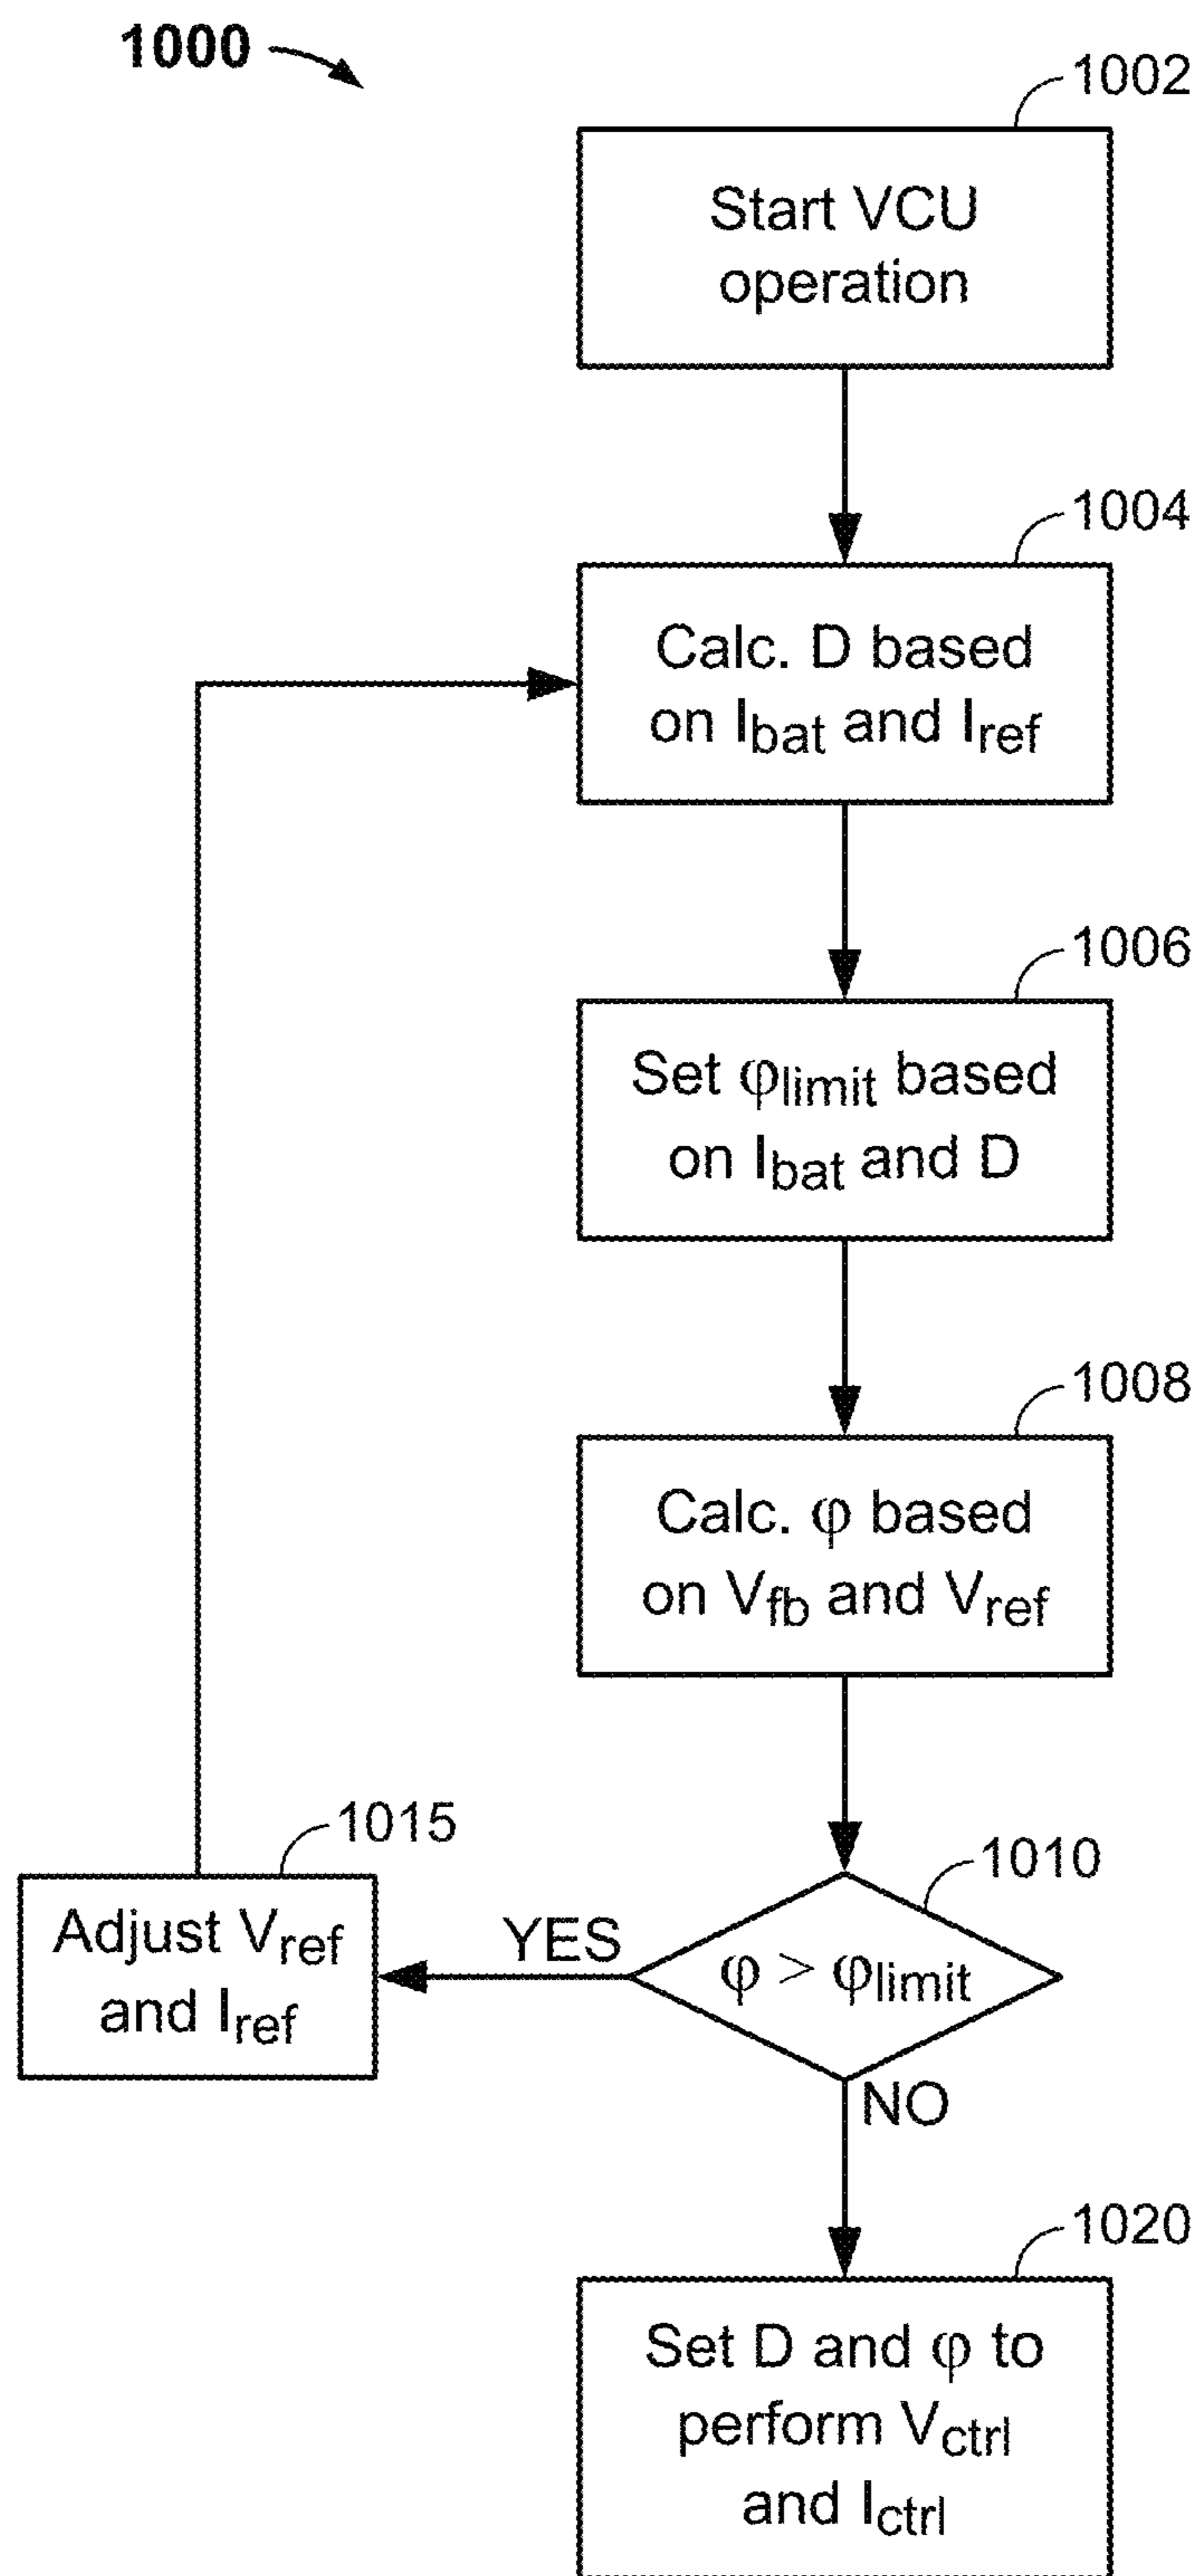 1000
1002
Start VCU
operation
1004
Calc. D based
on Ibat and Iref
1006
Set φlimit based
on Ibat and D
1008
Calc. φ based
on Vfb and Vref
1015
Adjust Vref
and Iref
YES
1010
φ > φlimit
NO
1020
Set D and φ to
perform Vctrl
and Ictrl